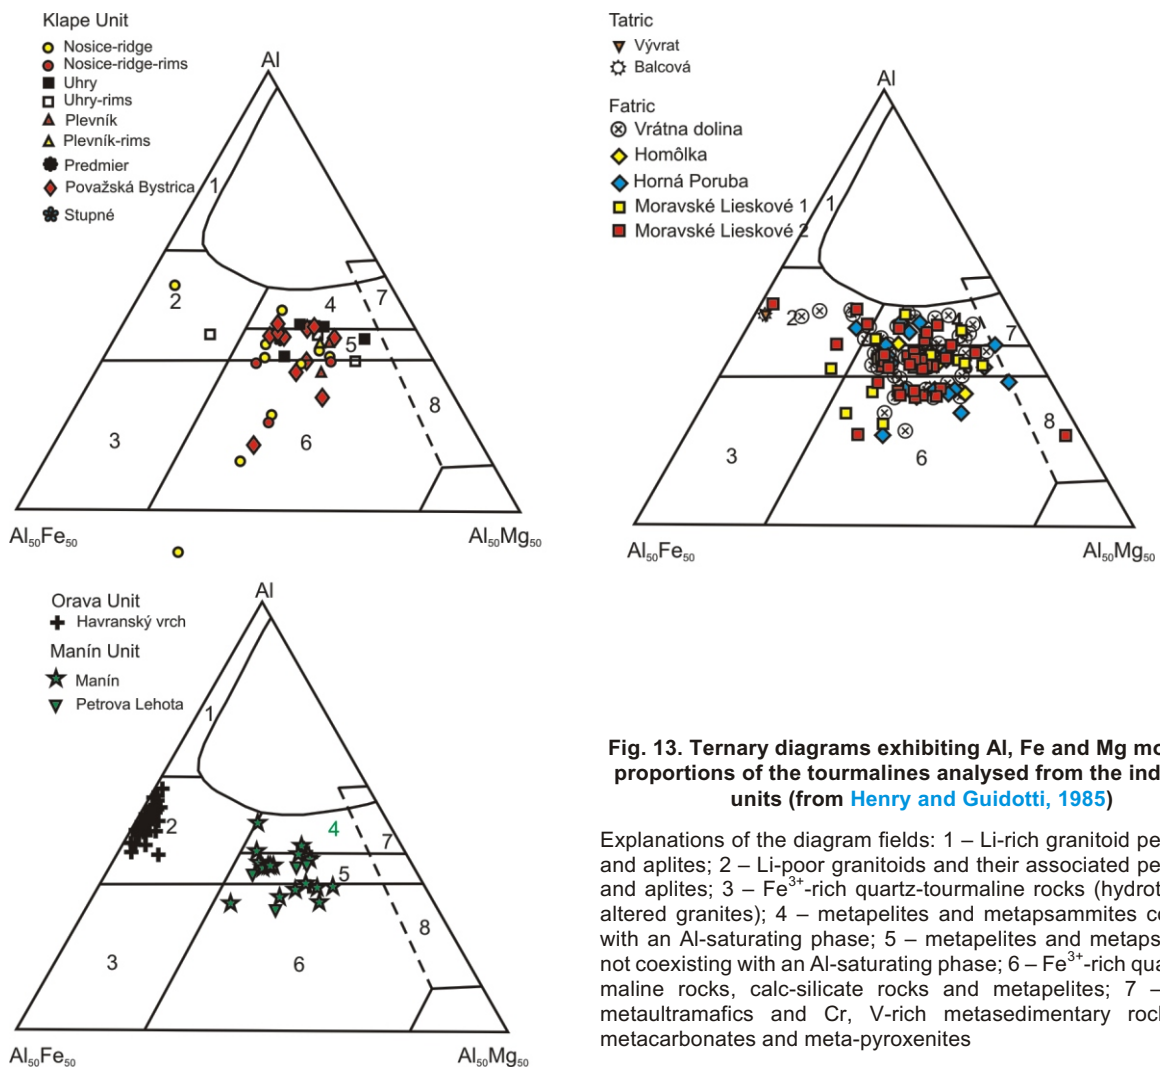 Klape Unit
Nosice-ridge
Nosice-ridge-rims
Uhry
Uhry-rims
Plevník
Plevník-rims
Predmier
Považská Bystrica
Stupné
Al
1
2
4
7
5
3
6
8
Al₅₀Fe₅₀
Al₅₀Mg₅₀
Tatric
Vývrat
Balcová
Fatric
Vrátna dolina
Homôlka
Horná Poruba
Moravské Lieskové 1
Moravské Lieskové 2
Al
1
2
4
7
3
6
8
Al₅₀Fe₅₀
Al₅₀Mg₅₀
Orava Unit
Havranský vrch
Manín Unit
Manín
Petrova Lehota
Al
1
2
4
7
5
3
6
8
Al₅₀Fe₅₀
Al₅₀Mg₅₀
Fig. 13. Ternary diagrams exhibiting Al, Fe and Mg mo
proportions of the tourmalines analysed from the ind
units (from Henry and Guidotti, 1985)
Explanations of the diagram fields: 1 – Li-rich granitoid pe
and aplites; 2 – Li-poor granitoids and their associated pe
and aplites; 3 – Fe³⁺-rich quartz-tourmaline rocks (hydrot
altered granites); 4 – metapelites and metapsammites co
with an Al-saturating phase; 5 – metapelites and metaps
not coexisting with an Al-saturating phase; 6 – Fe³⁺-rich qua
maline rocks, calc-silicate rocks and metapelites; 7 –
metaultramafics and Cr, V-rich metasedimentary rock
metacarbonates and meta-pyroxenites